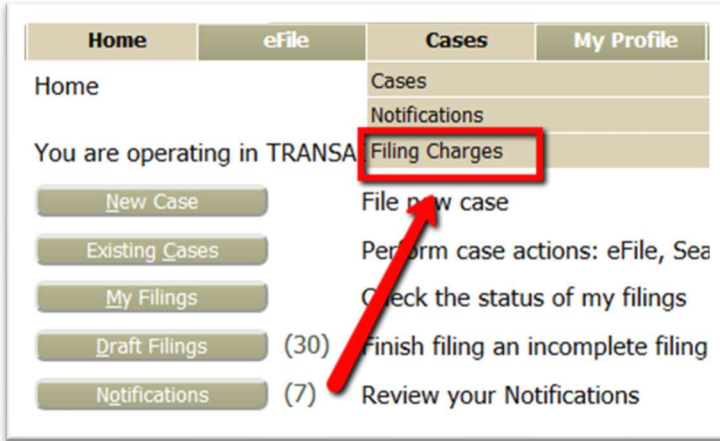 Home eFile Cases My Profile
Home
Cases
Notifications
Filing Charges
You are operating in TRANSA
New Case File new case
Existing Cases Perform case actions: eFile, Sea
My Filings Check the status of my filings
Draft Filings (30) Finish filing an incomplete filing
Notifications (7) Review your Notifications